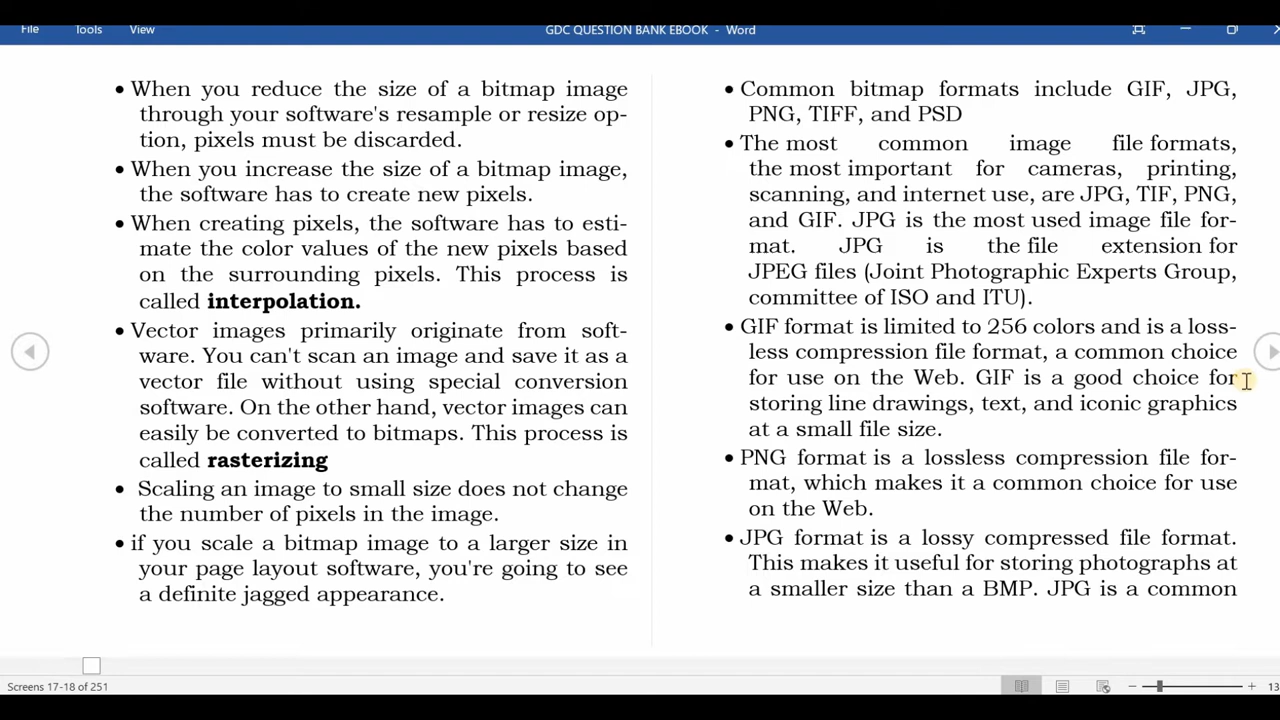 File Tools View GDC QUESTION BANK EBOOK - Word
• When you reduce the size of a bitmap image
through your software's resample or resize op-
tion, pixels must be discarded.
• When you increase the size of a bitmap image,
the software has to create new pixels.
• When creating pixels, the software has to esti-
mate the color values of the new pixels based
on the surrounding pixels. This process is
called interpolation.
• Vector images primarily originate from soft-
ware. You can't scan an image and save it as a
vector file without using special conversion
software. On the other hand, vector images can
easily be converted to bitmaps. This process is
called rasterizing
• Scaling an image to small size does not change
the number of pixels in the image.
• if you scale a bitmap image to a larger size in
your page layout software, you're going to see
a definite jagged appearance.
• Common bitmap formats include GIF, JPG,
PNG, TIFF, and PSD
• The most common image file formats,
the most important for cameras, printing,
scanning, and internet use, are JPG, TIF, PNG,
and GIF. JPG is the most used image file for-
mat. JPG is the file extension for
JPEG files (Joint Photographic Experts Group,
committee of ISO and ITU).
• GIF format is limited to 256 colors and is a loss-
less compression file format, a common choice
for use on the Web. GIF is a good choice for
storing line drawings, text, and iconic graphics
at a small file size.
• PNG format is a lossless compression file for-
mat, which makes it a common choice for use
on the Web.
• JPG format is a lossy compressed file format.
This makes it useful for storing photographs at
a smaller size than a BMP. JPG is a common
Screens 17-18 of 251
13